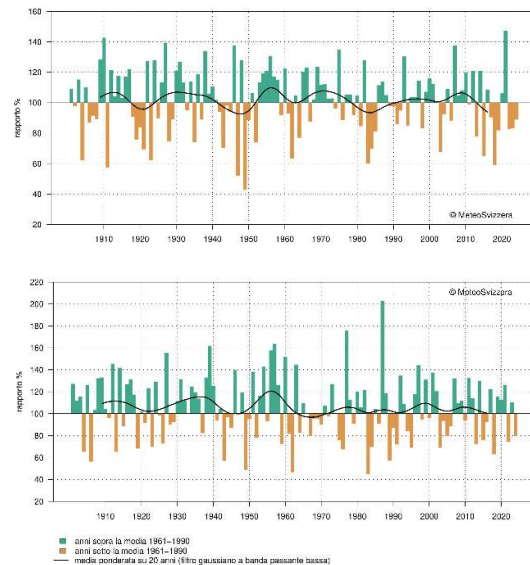 160
140
120
100
80
60
40
20
rapporto %
© MeteoSvizzera
1910 1920 1930 1940 1950 1960 1970 1980 1990 2000 2010 2020
220
200
180
160
140
120
100
80
60
40
20
rapporto %
© MeteoSvizzera
1910 1920 1930 1940 1950 1960 1970 1980 1990 2000 2010 2020
anni sopra la media 1961-1990
anni sotto la media 1961-1990
media ponderata su 20 anni (filtro gaussiano a banda passante bassa)